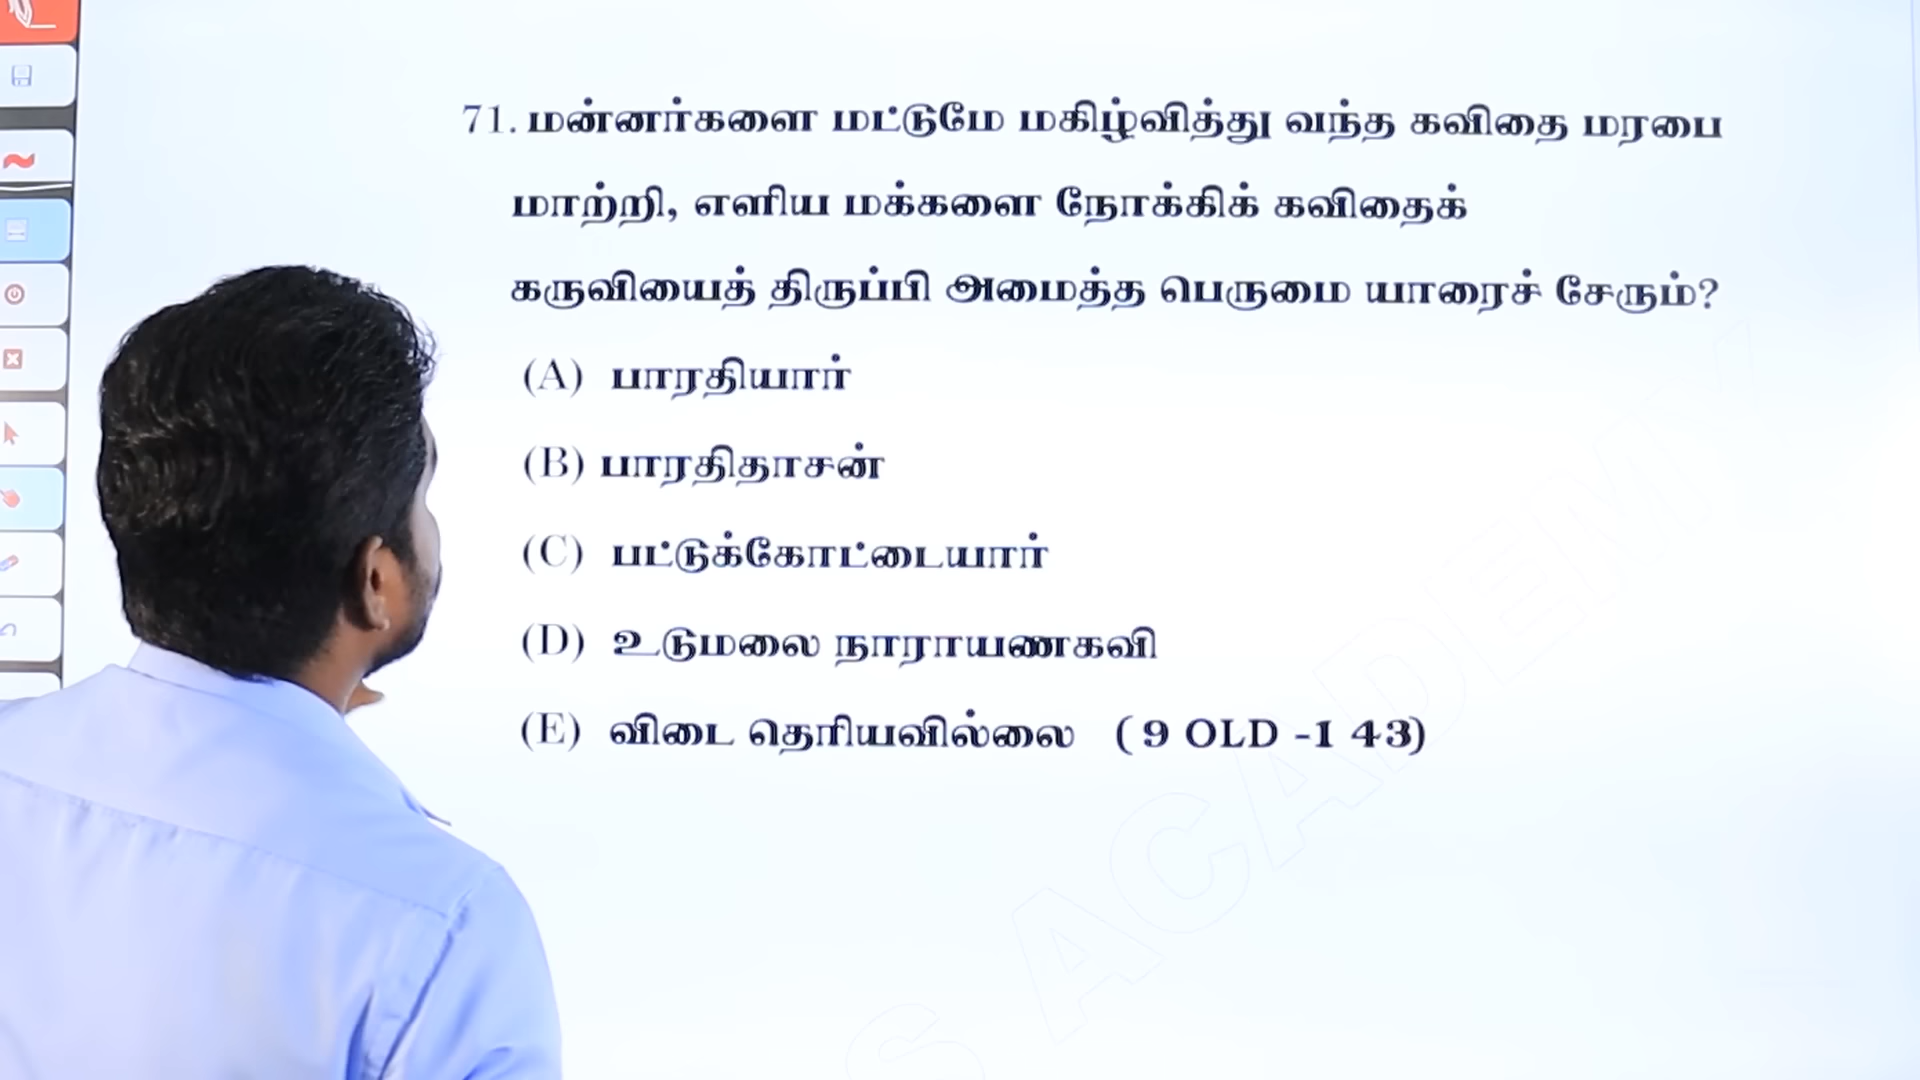 71. மன்னர்களை மட்டுமே மகிழ்வித்து வந்த கவிதை மரபை
மாற்றி, எளிய மக்களை நோக்கிக் கவிதைக்
கருவியைத் திருப்பி அமைத்த பெருமை யாரைச் சேரும்?
(A) பாரதியார்
(B) பாரதிதாசன்
(C) பட்டுக்கோட்டையார்
(D) உடுமலை நாராயணகவி
(E) விடை தெரியவில்லை ( 9 OLD -1 43)
S ACADEMY